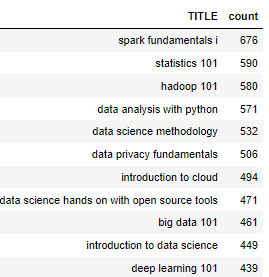 TITLE count
spark fundamentals i 676
statistics 101 590
hadoop 101 580
data analysis with python 571
data science methodology 532
data privacy fundamentals 506
introduction to cloud 494
data science hands on with open source tools 471
big data 101 461
introduction to data science 449
deep learning 101 439